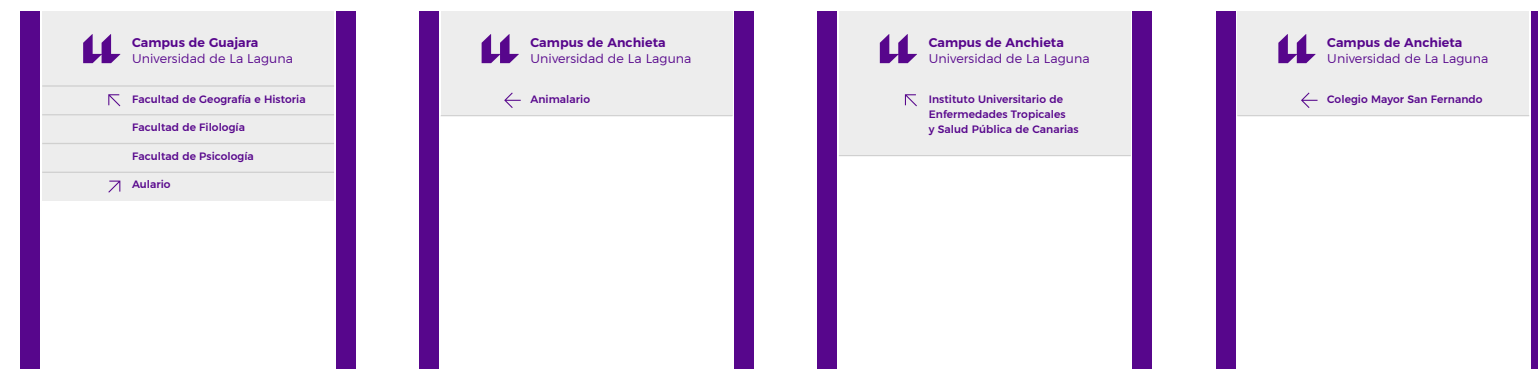 Campus de Guajara
Universidad de La Laguna
Facultad de Geografía e Historia
Facultad de Filología
Facultad de Psicología
Aulario
Campus de Anchieta
Universidad de La Laguna
Animalario
Campus de Anchieta
Universidad de La Laguna
Instituto Universitario de
Enfermedades Tropicales
y Salud Pública de Canarias
Campus de Anchieta
Universidad de La Laguna
Colegio Mayor San Fernando